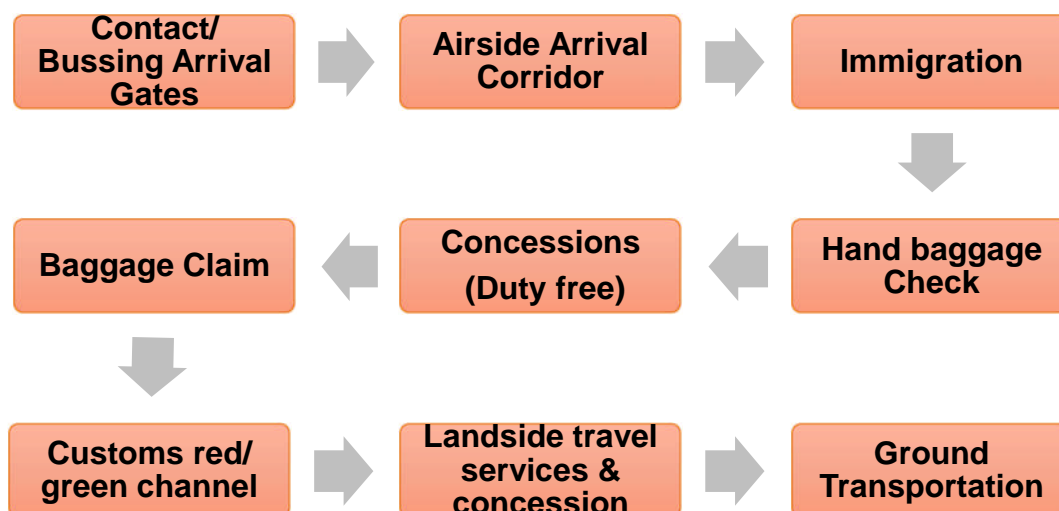 Contact/
Bussing Arrival
Gates
Airside Arrival
Corridor
Immigration
Hand baggage
Check
Concessions
(Duty free)
Baggage Claim
Customs red/
green channel
Landside travel
services &
concession
Ground
Transportation